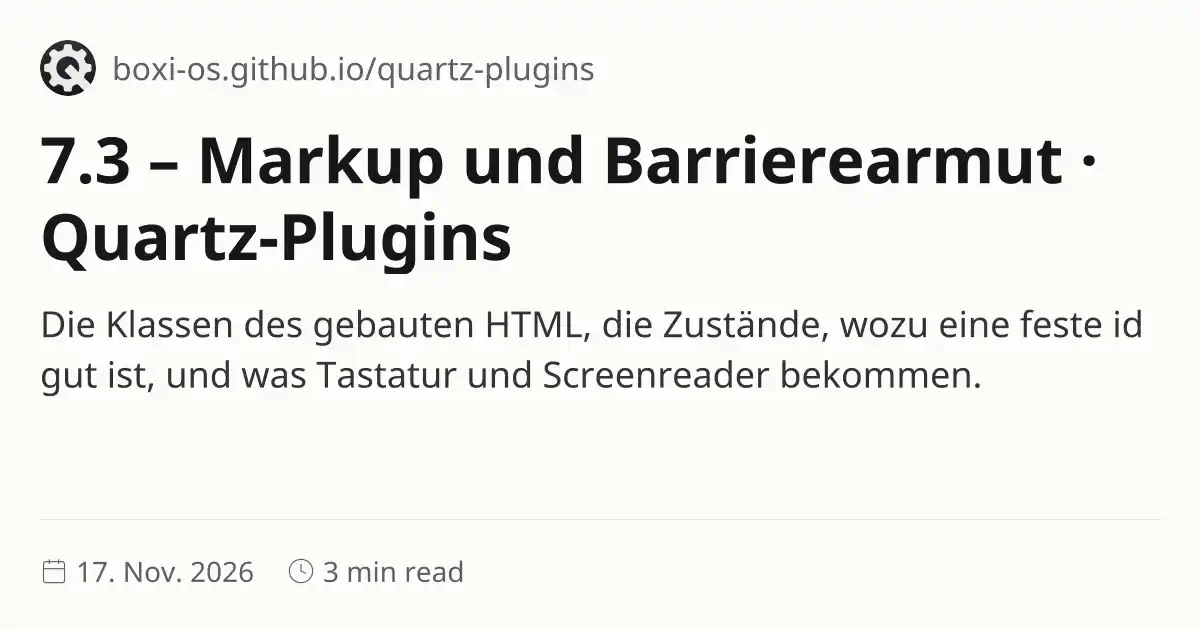 boxi-os.github.io/quartz-plugins
7.3 – Markup und Barrierearmut ·
Quartz-Plugins
Die Klassen des gebauten HTML, die Zustände, wozu eine feste id
gut ist, und was Tastatur und Screenreader bekommen.
17. Nov. 2026 3 min read